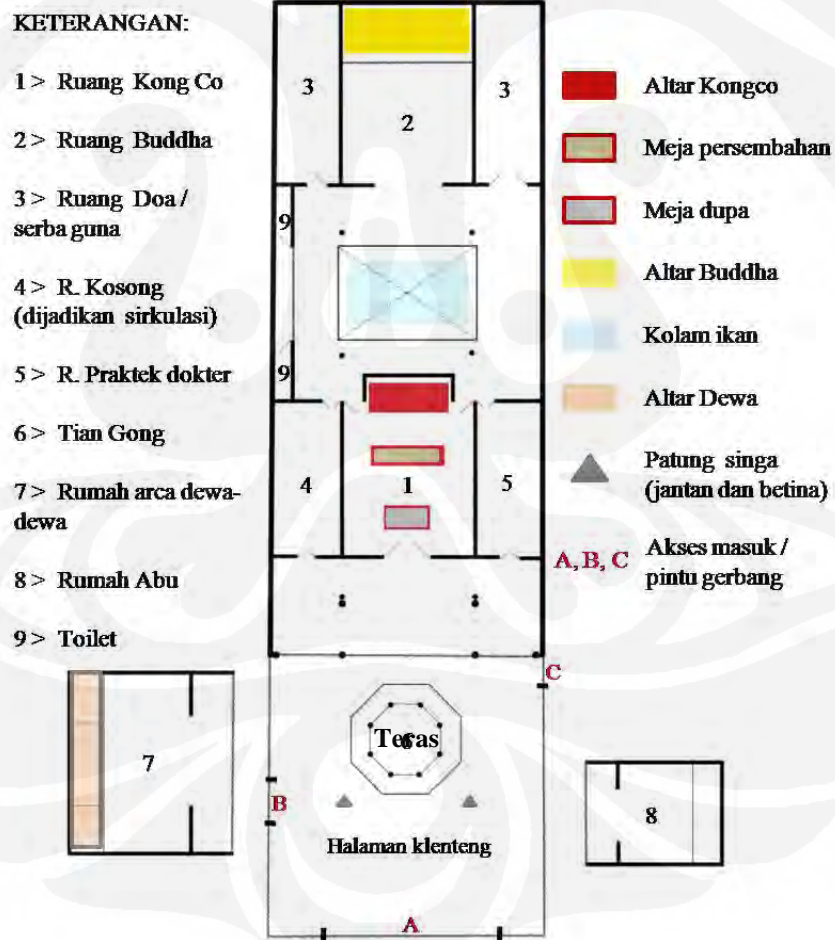 KETERANGAN:
1 > Ruang Kong Co
2 > Ruang Buddha
3 > Ruang Doa /
serba guna
4 > R. Kosong
(dijadikan sirkulasi)
5 > R. Praktek dokter
6 > Tian Gong
7 > Rumah arca dewa-
dewa
8 > Rumah Abu
9 > Toilet
3
3
2
9
9
4
1
5
C
Teras
6
7
B
8
Halaman klenteng
A
Altar Kongco
Meja persembahan
Meja dupa
Altar Buddha
Kolam ikan
Altar Dewa
Patung singa
(jantan dan betina)
A, B, C Akses masuk /
pintu gerbang